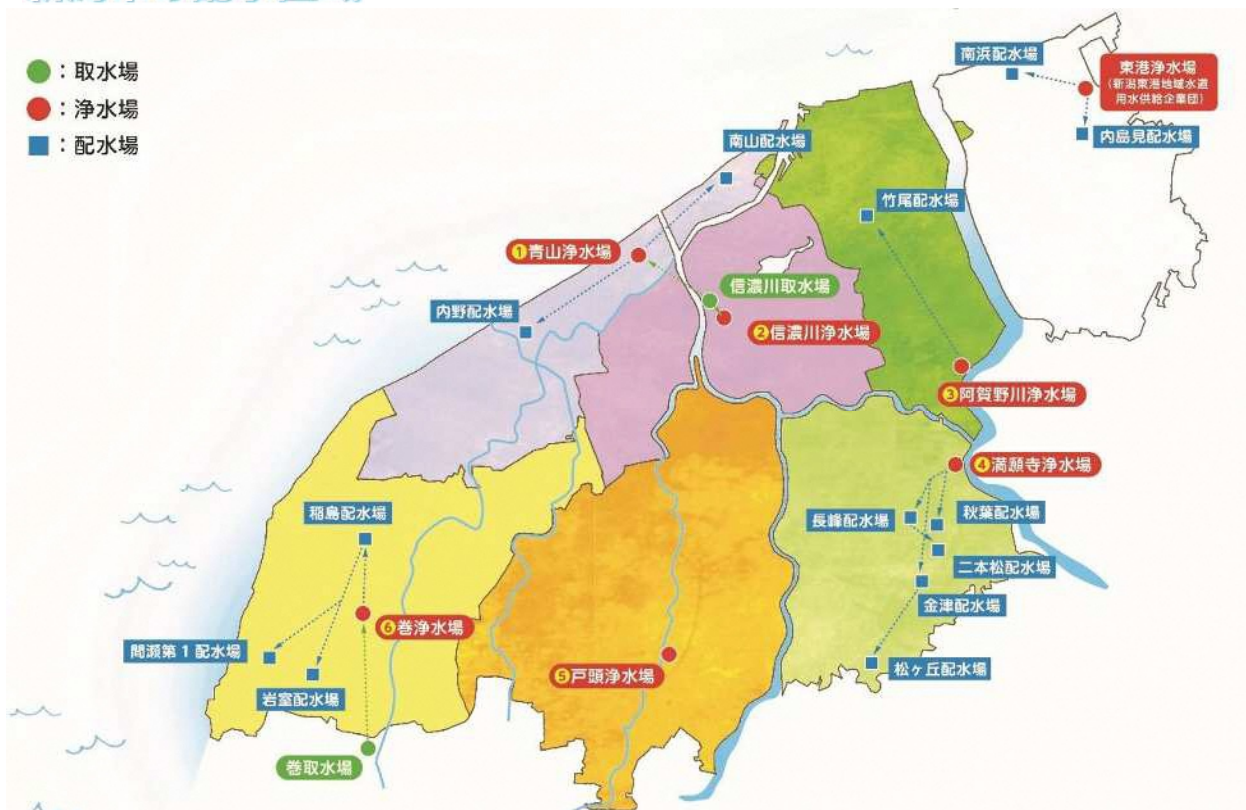 ●：取水場
●：浄水場
■：配水場
南浜配水場
東港浄水場
(新潟東港地域水道
用水供給企業団)
内島見配水場
南山配水場
竹尾配水場
①青山浄水場
信濃川取水場
内野配水場
②信濃川浄水場
③阿賀野川浄水場
④満願寺浄水場
稲島配水場
長峰配水場
秋葉配水場
二本松配水場
金津配水場
⑥巻浄水場
間瀬第1配水場
⑤戸頭浄水場
松ヶ丘配水場
岩室配水場
巻取水場